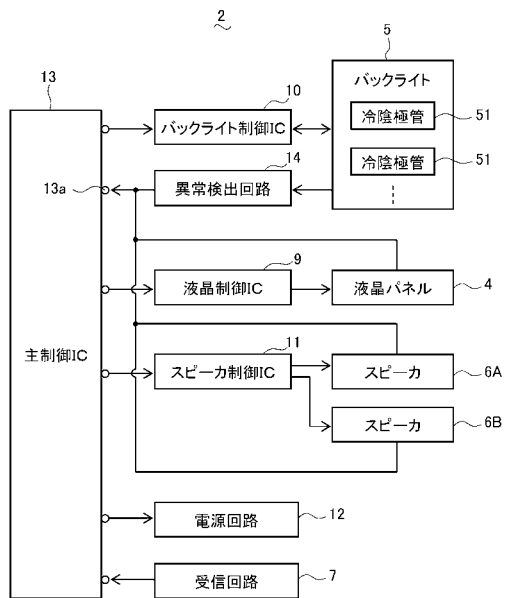 2
5
13
バックライト
10
冷陰極管
51
バックライト制御IC
14
冷陰極管
51
13a
異常検出回路
9
液晶制御IC
液晶パネル
4
主制御IC
11
スピーカ制御IC
スピーカ
6A
スピーカ
6B
電源回路
12
受信回路
7